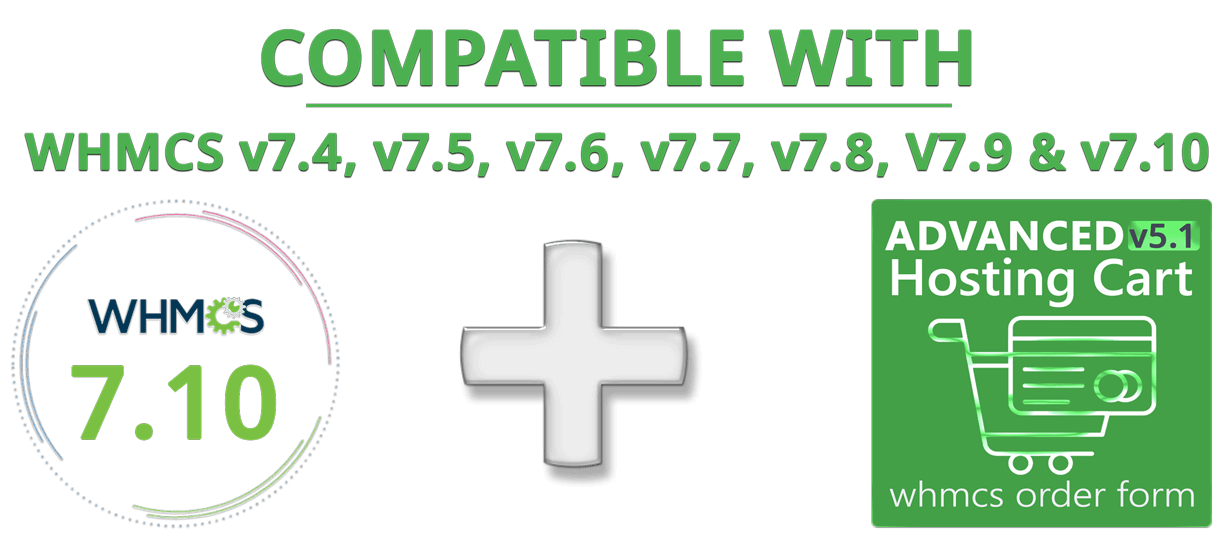 COMPATIBLE WITH
WHMCS v7.4, v7.5, v7.6, v7.7, v7.8, V7.9 & v7.10
WHMCS
7.10
ADVANCED v5.1
Hosting Cart
whmcs order form